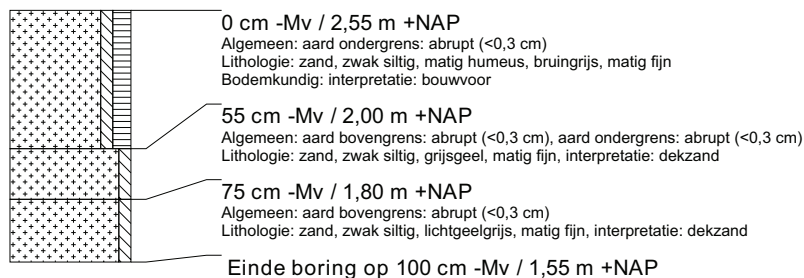 0 cm -Mv / 2,55 m +NAP
Algemeen: aard ondergrens: abrupt (<0,3 cm)
Lithologie: zand, zwak siltig, matig humeus, bruingrijs, matig fijn
Bodemkundig: interpretatie: bouwvoor
55 cm -Mv / 2,00 m +NAP
Algemeen: aard bovengrens: abrupt (<0,3 cm), aard ondergrens: abrupt (<0,3 cm)
Lithologie: zand, zwak siltig, grijsgeel, matig fijn, interpretatie: dekzand
75 cm -Mv / 1,80 m +NAP
Algemeen: aard bovengrens: abrupt (<0,3 cm)
Lithologie: zand, zwak siltig, lichtgeelgrijs, matig fijn, interpretatie: dekzand
Einde boring op 100 cm -Mv / 1,55 m +NAP